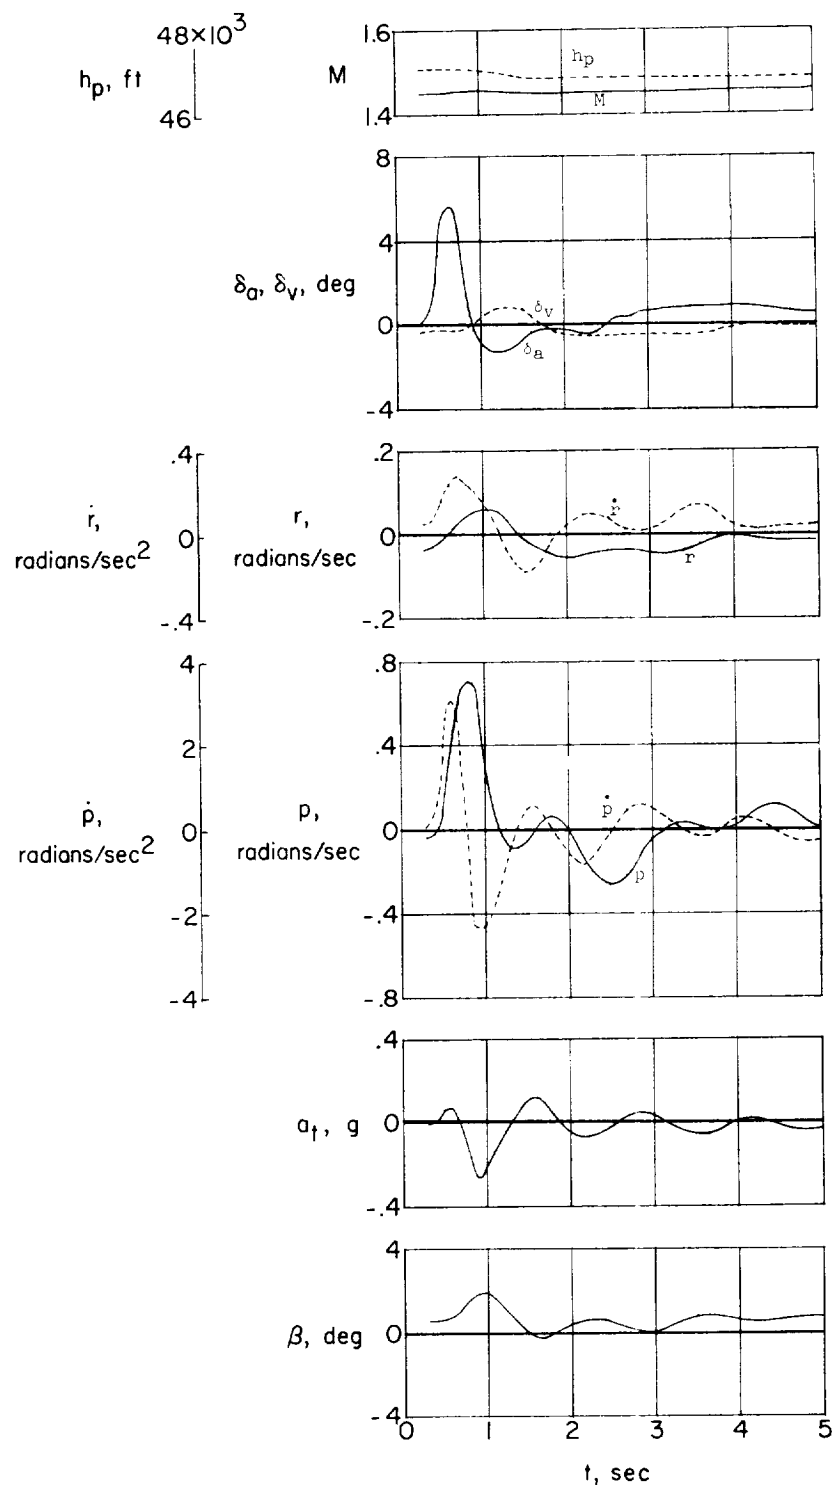 48×10³
1.6
h_p, ft
M
h_p
M
46
1.4
8
4
δ_a, δ_v, deg
δ_v
0
δ_a
-4
.4
.2
ṙ,
radians/sec²
r,
radians/sec
0
0
ṙ
r
-.4
-.2
4
.8
2
.4
ṗ,
radians/sec²
p,
radians/sec
0
0
ṗ
p
-2
-.4
-4
-.8
.4
a_t, g
0
-.4
4
β, deg
0
-4
0 1 2 3 4 5
t, sec